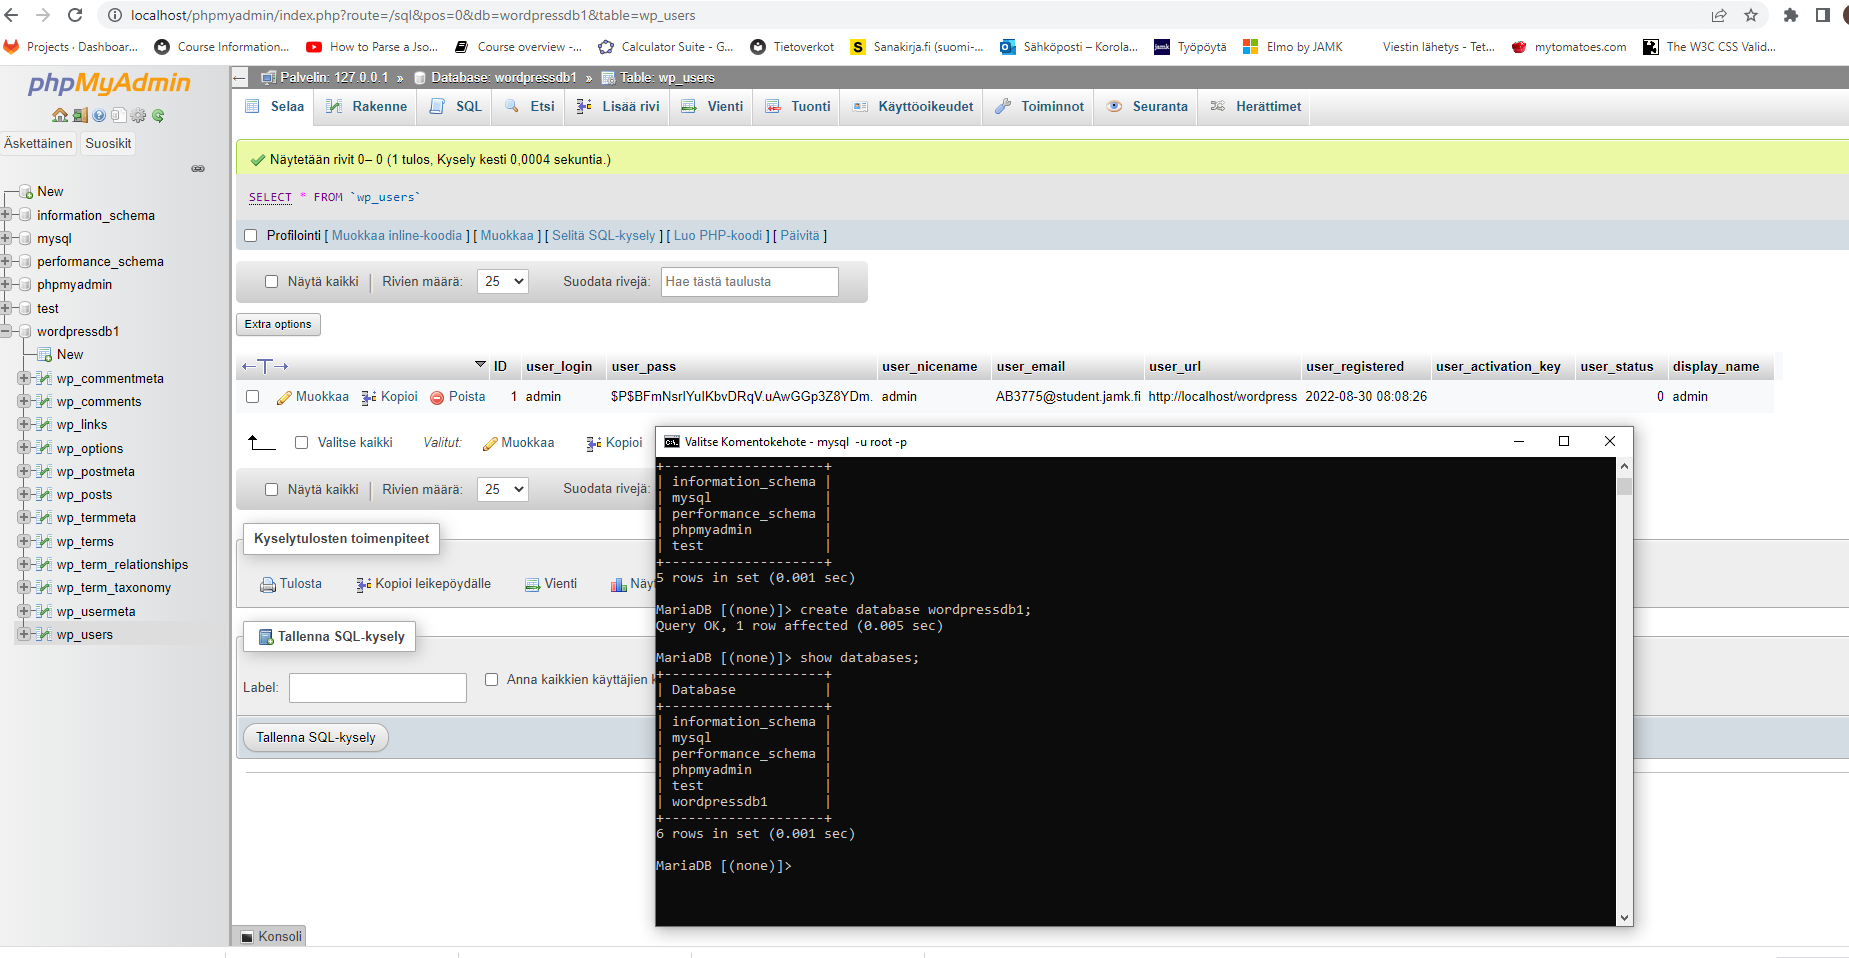 localhost/phpmyadmin/index.php?route=/sql&pos=0&db=wordpressdb1&table=wp_users
Projects · Dashboar... Course Information... How to Parse a Jso... Course overview -... Calculator Suite - G... Tietoverkot Sanakirja.fi (suomi-... Sähköposti – Korola... Työpöytä Elmo by JAMK Viestin lähetys - Tet... mytomatoes.com The W3C CSS Valid...
phpMyAdmin
Äskettäinen Suosikit
New
information_schema
mysql
performance_schema
phpmyadmin
test
wordpressdb1
New
wp_commentmeta
wp_comments
wp_links
wp_options
wp_postmeta
wp_posts
wp_termmeta
wp_terms
wp_term_relationships
wp_term_taxonomy
wp_usermeta
wp_users
Palvelin: 127.0.0.1 » Database: wordpressdb1 » Table: wp_users
Selaa Rakenne SQL Etsi Lisää rivi Vienti Tuonti Käyttöoikeudet Toiminnot Seuranta Herättimet
Näytetään rivit 0– 0 (1 tulos, Kysely kesti 0,0004 sekuntia.)
SELECT * FROM `wp_users`
Profilointi [ Muokkaa inline-koodia ] [ Muokkaa ] [ Selitä SQL-kysely ] [ Luo PHP-koodi ] [ Päivitä ]
Näytä kaikki | Rivien määrä: 25 Suodata rivejä: Hae tästä taulusta
Extra options
←T→ ID user_login user_pass user_nicename user_email user_url user_registered user_activation_key user_status display_name
Muokkaa Kopioi Poista 1 admin $P$BFmNsrlYulKbvDRqV.uAwGGp3Z8YDm. admin AB3775@student.jamk.fi http://localhost/wordpress 2022-08-30 08:08:26 0 admin
Valitse kaikki Valitut: Muokkaa Kopioi
Näytä kaikki | Rivien määrä: 25 Suodata rivejä:
Kyselytulosten toimenpiteet
Tulosta Kopioi leikepöydälle Vienti Näyt
Tallenna SQL-kysely
Label: Anna kaikkien käyttäjien k
Tallenna SQL-kysely
Konsoli
Valitse Komentokehote - mysql -u root -p
+--------------------+
| information_schema |
| mysql |
| performance_schema |
| phpmyadmin |
| test |
+--------------------+
5 rows in set (0.001 sec)
MariaDB [(none)]> create database wordpressdb1;
Query OK, 1 row affected (0.005 sec)
MariaDB [(none)]> show databases;
+--------------------+
| Database |
+--------------------+
| information_schema |
| mysql |
| performance_schema |
| phpmyadmin |
| test |
| wordpressdb1 |
+--------------------+
6 rows in set (0.001 sec)
MariaDB [(none)]>